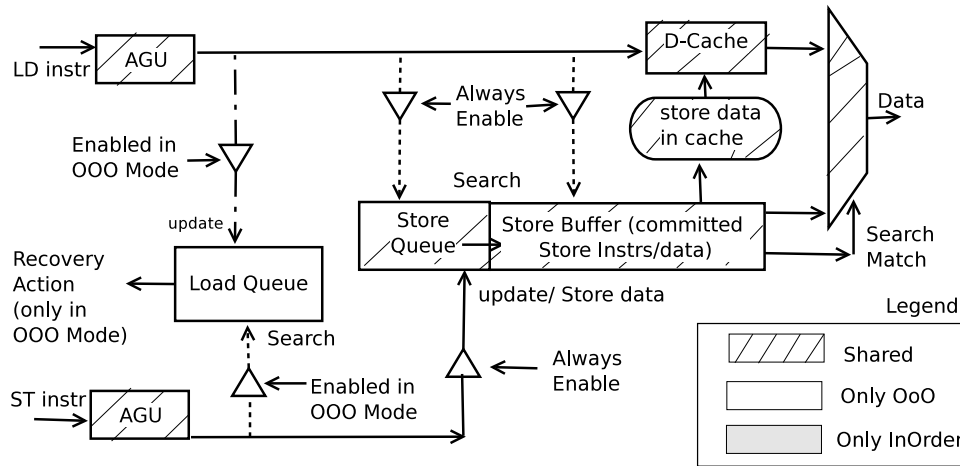 LD instr
AGU
D-Cache
Always
Enable
store data
in cache
Data
Enabled in
OOO Mode
Search
update
Store
Queue
Store Buffer (committed
Store Instrs/data)
Search
Match
Recovery
Action
(only in
OOO Mode)
Load Queue
update/ Store data
Search
Always
Enable
Enabled in
OOO Mode
ST instr
AGU
Legend
Shared
Only OoO
Only InOrder